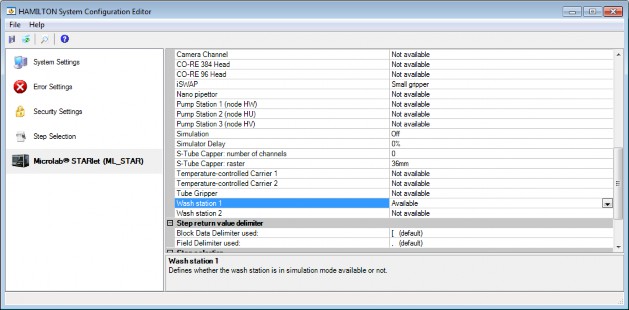 HAMILTON System Configuration Editor
File Help
System Settings
Error Settings
Security Settings
Step Selection
Microlab® STARlet (ML_STAR)
Camera Channel Not available
CO-RE 384 Head Not available
CO-RE 96 Head Not available
iSWAP Small gripper
Nano pipettor Not available
Pump Station 1 (node HW) Not available
Pump Station 2 (node HU) Not available
Pump Station 3 (node HV) Not available
Simulation Off
Simulator Delay 0%
S-Tube Capper: number of channels 0
S-Tube Capper: raster 36mm
Temperature-controlled Carrier 1 Not available
Temperature-controlled Carrier 2 Not available
Tube Gripper Not available
Wash station 1 Available
Wash station 2 Not available
Step return value delimiter
Block Data Delimiter used: [ (default)
Field Delimiter used: , (default)
Step selection
Wash station 1
Defines whether the wash station is in simulation mode available or not.